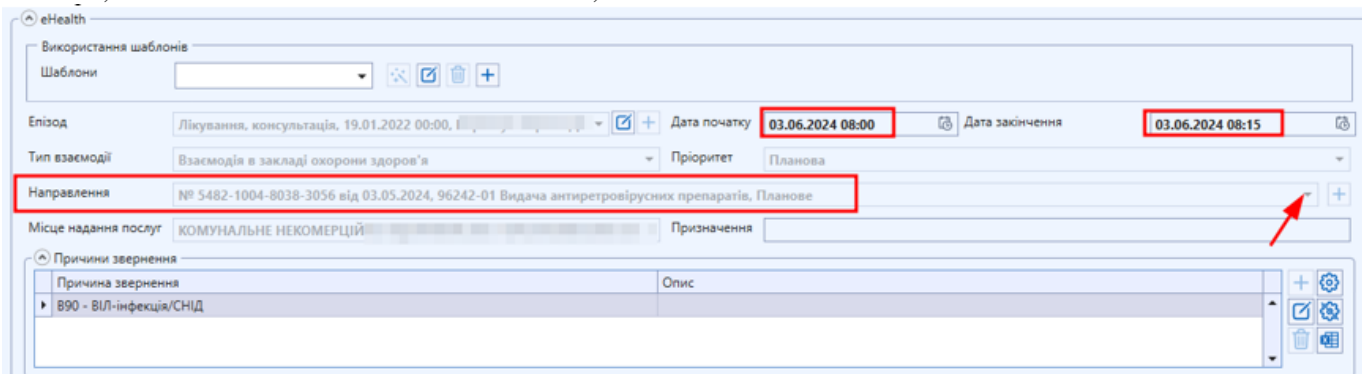 eHealth
Використання шаблонів
Шаблони
Епізод Лікування, консультація, 19.01.2022 00:00, Дата початку 03.06.2024 08:00 Дата закінчення 03.06.2024 08:15
Тип взаємодії Взаємодія в закладі охорони здоров'я Пріоритет Планова
Направлення № 5482-1004-8038-3056 від 03.05.2024, 96242-01 Видача антиретровірусних препаратів, Планове
Місце надання послуг КОМУНАЛЬНЕ НЕКОМЕРЦІЙ Призначення
Причини звернення
Причина звернення Опис
B90 - ВІЛ-інфекція/СНІД